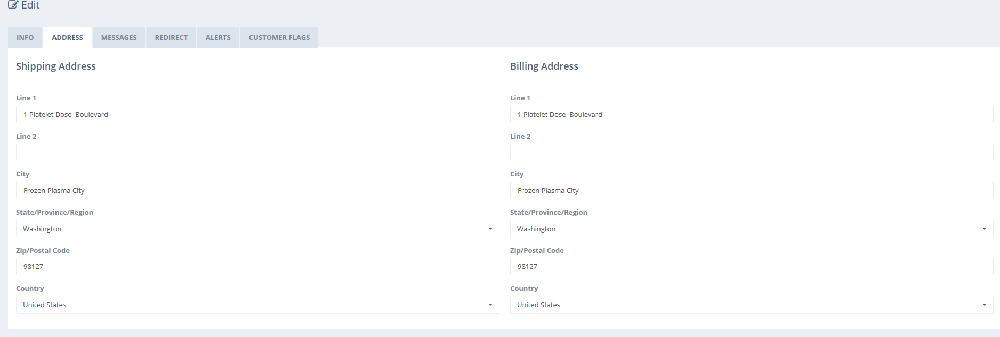 Edit
INFO ADDRESS MESSAGES REDIRECT ALERTS CUSTOMER FLAGS
Shipping Address
Line 1
1 Platelet Dose  Boulevard
Line 2
City
Frozen Plasma City
State/Province/Region
Washington
Zip/Postal Code
98127
Country
United States
Billing Address
Line 1
1 Platelet Dose  Boulevard
Line 2
City
Frozen Plasma City
State/Province/Region
Washington
Zip/Postal Code
98127
Country
United States